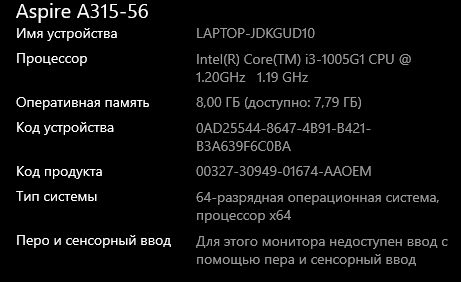 Aspire A315-56
Имя устройства LAPTOP-JDKGUD10
Процессор Intel(R) Core(TM) i3-1005G1 CPU @
1.20GHz 1.19 GHz
Оперативная память 8,00 ГБ (доступно: 7,79 ГБ)
Код устройства 0AD25544-8647-4B91-B421-
B3A639F6C0BA
Код продукта 00327-30949-01674-AAOEM
Тип системы 64-разрядная операционная система,
процессор x64
Перо и сенсорный ввод Для этого монитора недоступен ввод с
помощью пера и сенсорный ввод